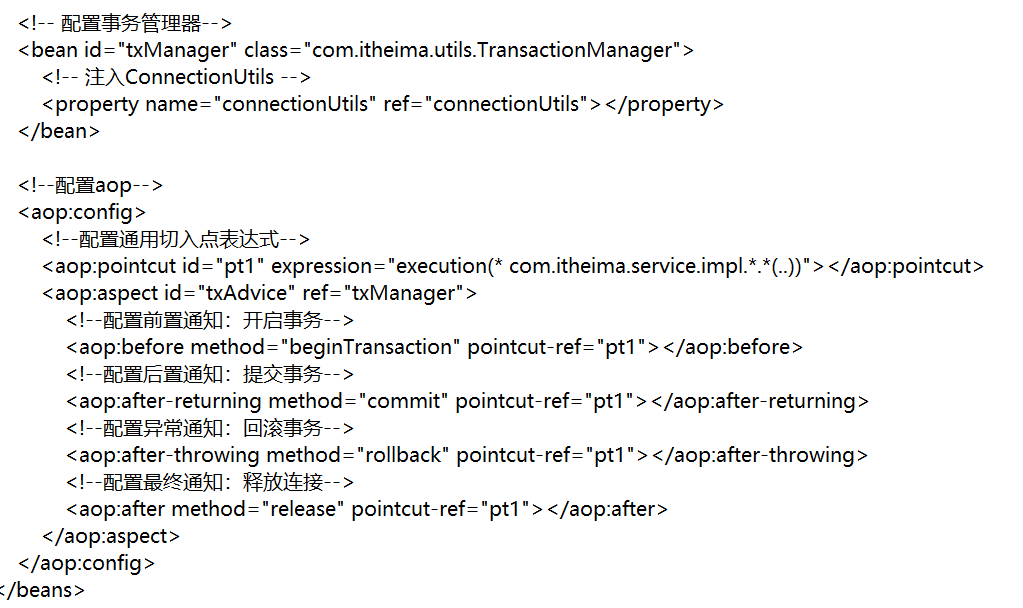 <!-- 配置事务管理器-->
<bean id="txManager" class="com.itheima.utils.TransactionManager">
<!-- 注入ConnectionUtils -->
<property name="connectionUtils" ref="connectionUtils"></property>
</bean>
<!--配置aop-->
<aop:config>
<!--配置通用切入点表达式-->
<aop:pointcut id="pt1" expression="execution(* com.itheima.service.impl.*.*(..))"></aop:pointcut>
<aop:aspect id="txAdvice" ref="txManager">
<!--配置前置通知：开启事务-->
<aop:before method="beginTransaction" pointcut-ref="pt1"></aop:before>
<!--配置后置通知：提交事务-->
<aop:after-returning method="commit" pointcut-ref="pt1"></aop:after-returning>
<!--配置异常通知：回滚事务-->
<aop:after-throwing method="rollback" pointcut-ref="pt1"></aop:after-throwing>
<!--配置最终通知：释放连接-->
<aop:after method="release" pointcut-ref="pt1"></aop:after>
</aop:aspect>
</aop:config>
</beans>